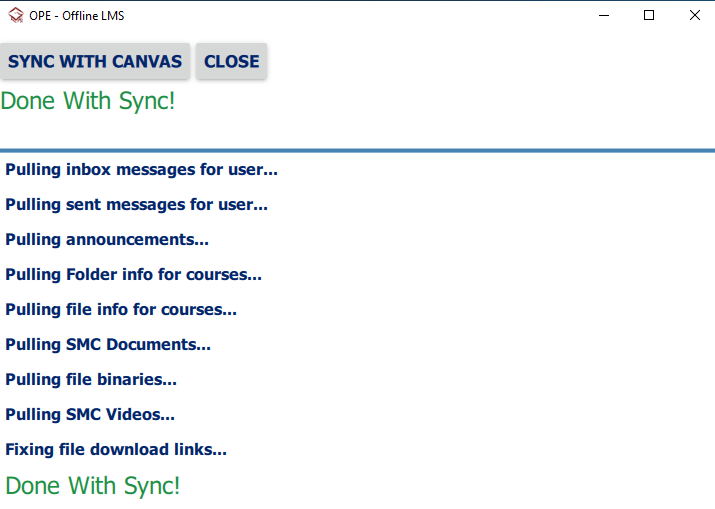 OPE - Offline LMS
SYNC WITH CANVAS CLOSE
Done With Sync!
Pulling inbox messages for user...
Pulling sent messages for user...
Pulling announcements...
Pulling Folder info for courses...
Pulling file info for courses...
Pulling SMC Documents...
Pulling file binaries...
Pulling SMC Videos...
Fixing file download links...
Done With Sync!